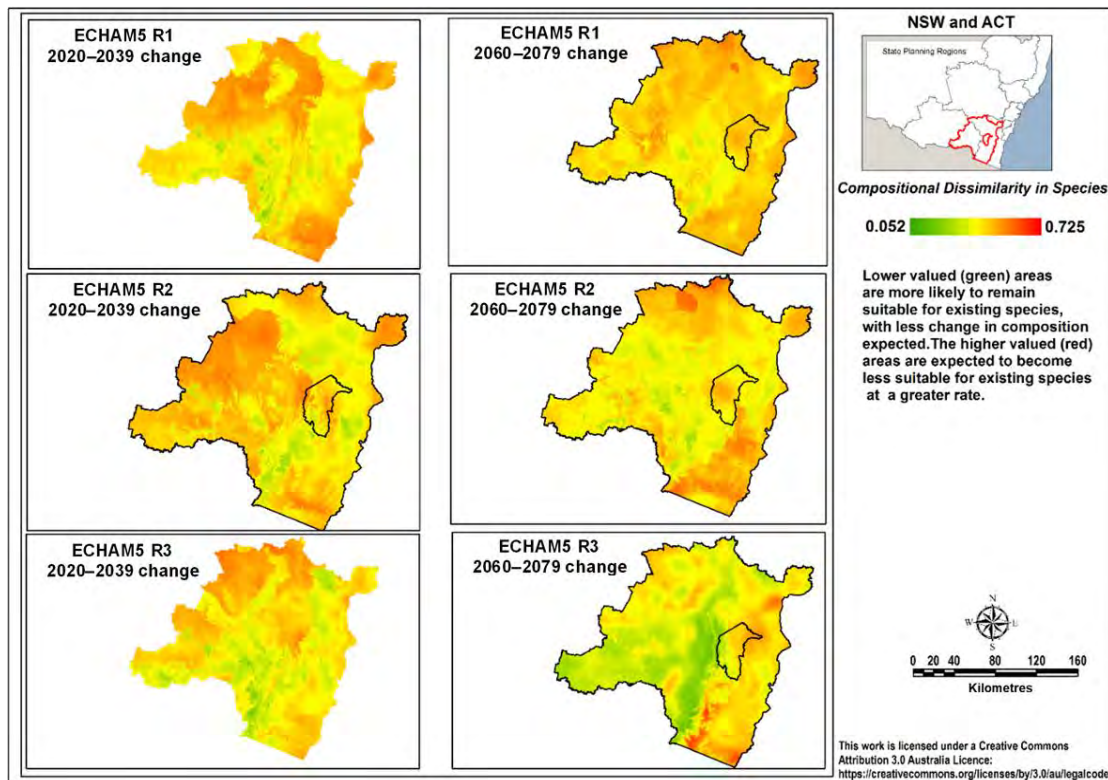 ECHAM5 R1
2020–2039 change
ECHAM5 R1
2060–2079 change
ECHAM5 R2
2020–2039 change
ECHAM5 R2
2060–2079 change
ECHAM5 R3
2020–2039 change
ECHAM5 R3
2060–2079 change
NSW and ACT
State Planning Regions
Compositional Dissimilarity in Species
0.052 0.725
Lower valued (green) areas
are more likely to remain
suitable for existing species,
with less change in composition
expected.The higher valued (red)
areas are expected to become
less suitable for existing species
at a greater rate.
N
W E
S
0 20 40 80 120 160
Kilometres
This work is licensed under a Creative Commons
Attribution 3.0 Australia Licence:
https://creativecommons.org/licenses/by/3.0/au/legalcode